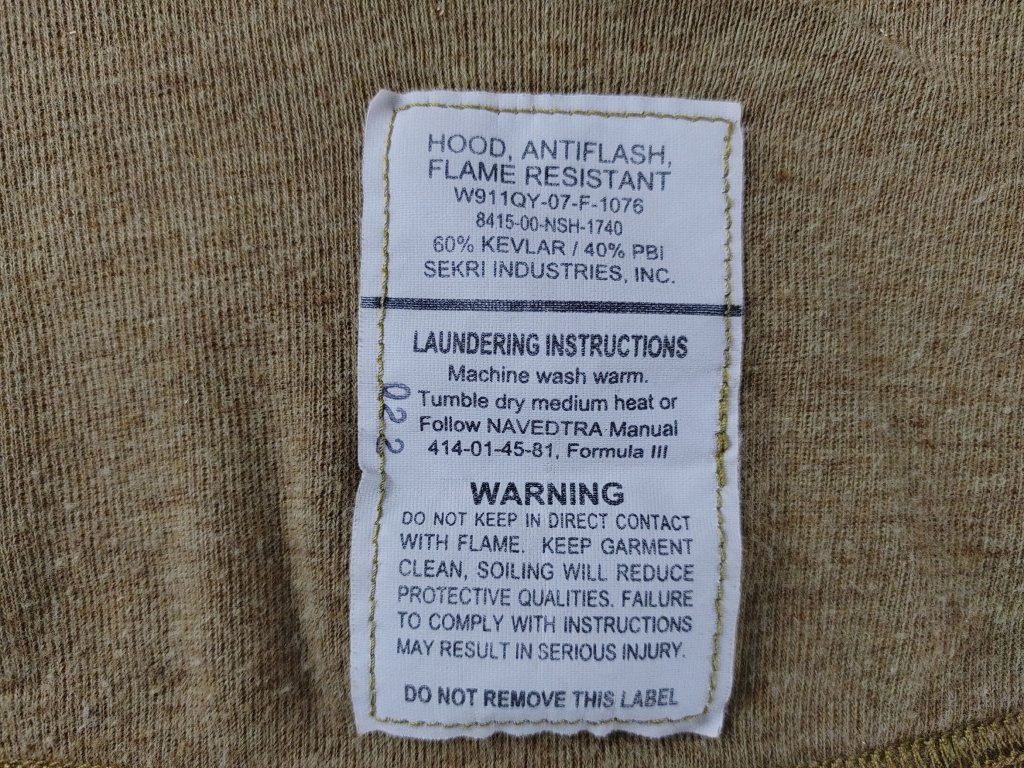 HOOD, ANTIFLASH,
FLAME RESISTANT
W911QY-07-F-1076
8415-00-NSH-1740
60% KEVLAR / 40% PBI
SEKRI INDUSTRIES, INC.
LAUNDERING INSTRUCTIONS
Machine wash warm.
Tumble dry medium heat or
Follow NAVEDTRA Manual
414-01-45-81, Formula III
022
WARNING
DO NOT KEEP IN DIRECT CONTACT
WITH FLAME. KEEP GARMENT
CLEAN, SOILING WILL REDUCE
PROTECTIVE QUALITIES. FAILURE
TO COMPLY WITH INSTRUCTIONS
MAY RESULT IN SERIOUS INJURY.
DO NOT REMOVE THIS LABEL